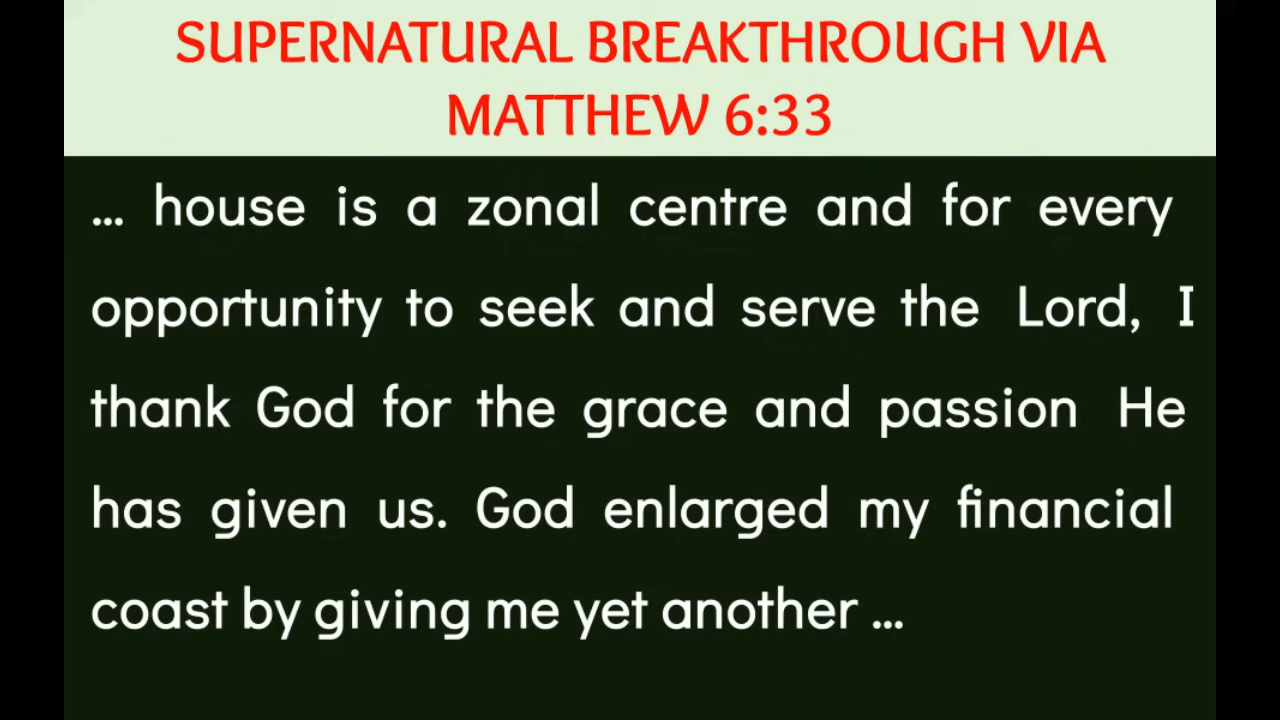 SUPERNATURAL BREAKTHROUGH VIA
MATTHEW 6:33
... house is a zonal centre and for every
opportunity to seek and serve the Lord, I
thank God for the grace and passion He
has given us. God enlarged my financial
coast by giving me yet another ...